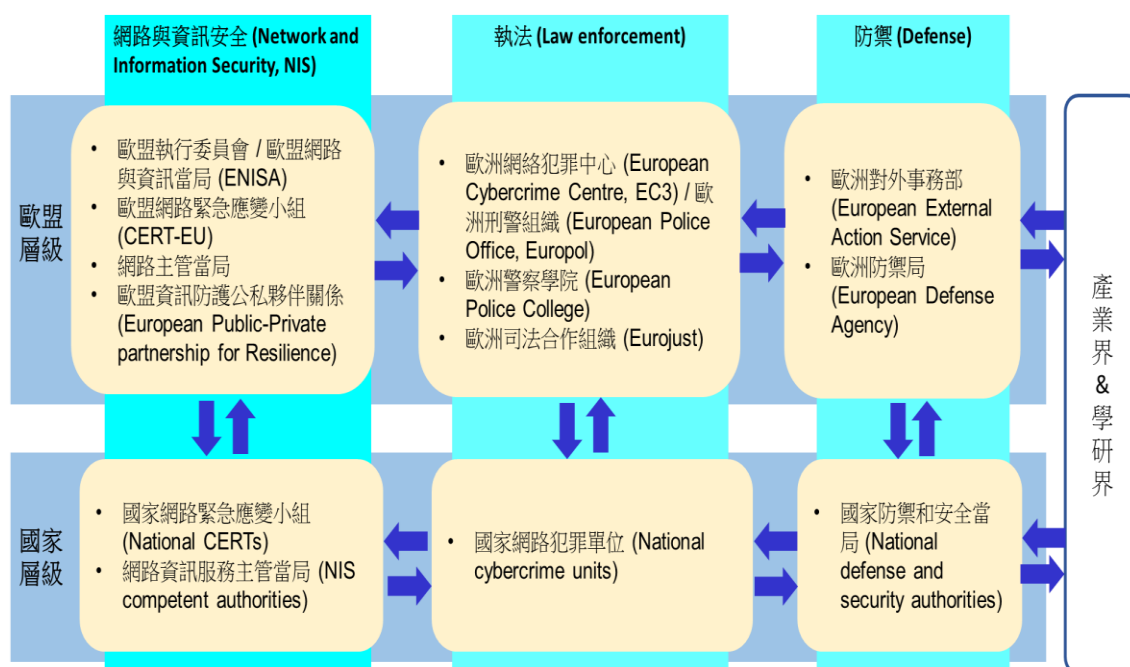 網路與資訊安全 (Network and
Information Security, NIS)
執法 (Law enforcement)
防禦 (Defense)
歐盟
層級
• 歐盟執行委員會 / 歐盟網路
與資訊當局 (ENISA)
• 歐盟網路緊急應變小組
(CERT-EU)
• 網路主管當局
• 歐盟資訊防護公私夥伴關係
(European Public-Private
partnership for Resilience)
• 歐洲網絡犯罪中心 (European
Cybercrime Centre, EC3) / 歐
洲刑警組織 (European Police
Office, Europol)
• 歐洲警察學院 (European
Police College)
• 歐洲司法合作組織 (Eurojust)
• 歐洲對外事務部
(European External
Action Service)
• 歐洲防禦局
(European Defense
Agency)
國家
層級
• 國家網路緊急應變小組
(National CERTs)
• 網路資訊服務主管當局 (NIS
competent authorities)
• 國家網路犯罪單位 (National
cybercrime units)
• 國家防禦和安全當
局 (National
defense and
security authorities)
產
業
界
&
學
研
界